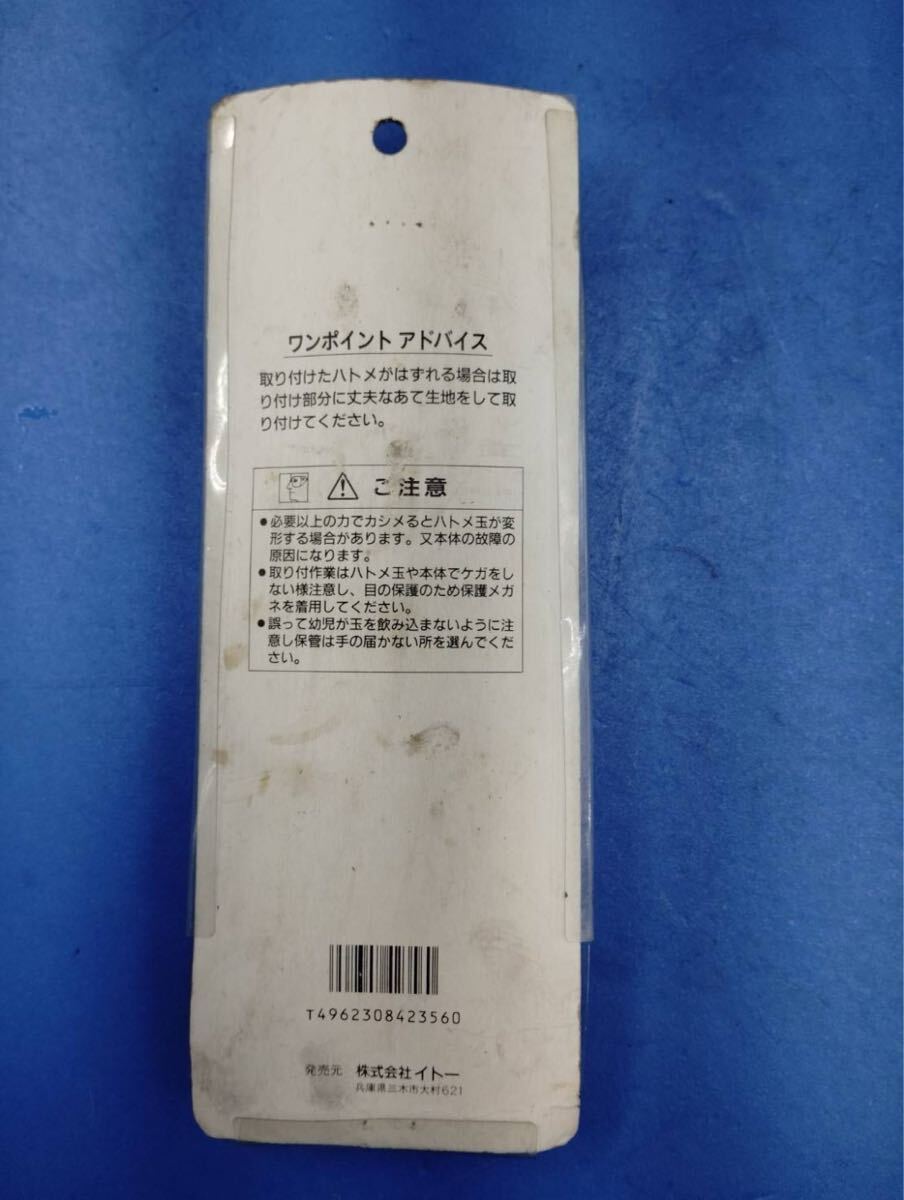 ワンポイント アドバイス
取り付けたハトメがはずれる場合は取
り付け部分に丈夫なあて生地をして取
り付けてください。
ご注意
●必要以上の力でカシメるとハトメ玉が変
形する場合があります。又本体の故障の
原因になります。
●取り付作業はハトメ玉や本体でケガをし
ない様注意し、目の保護のため保護メガ
ネを着用してください。
●誤って幼児が玉を飲み込まないように注
意し保管は手の届かない所を選んでくだ
さい。
T4962308423560
発売元 株式会社イトー
兵庫県三木市大村621